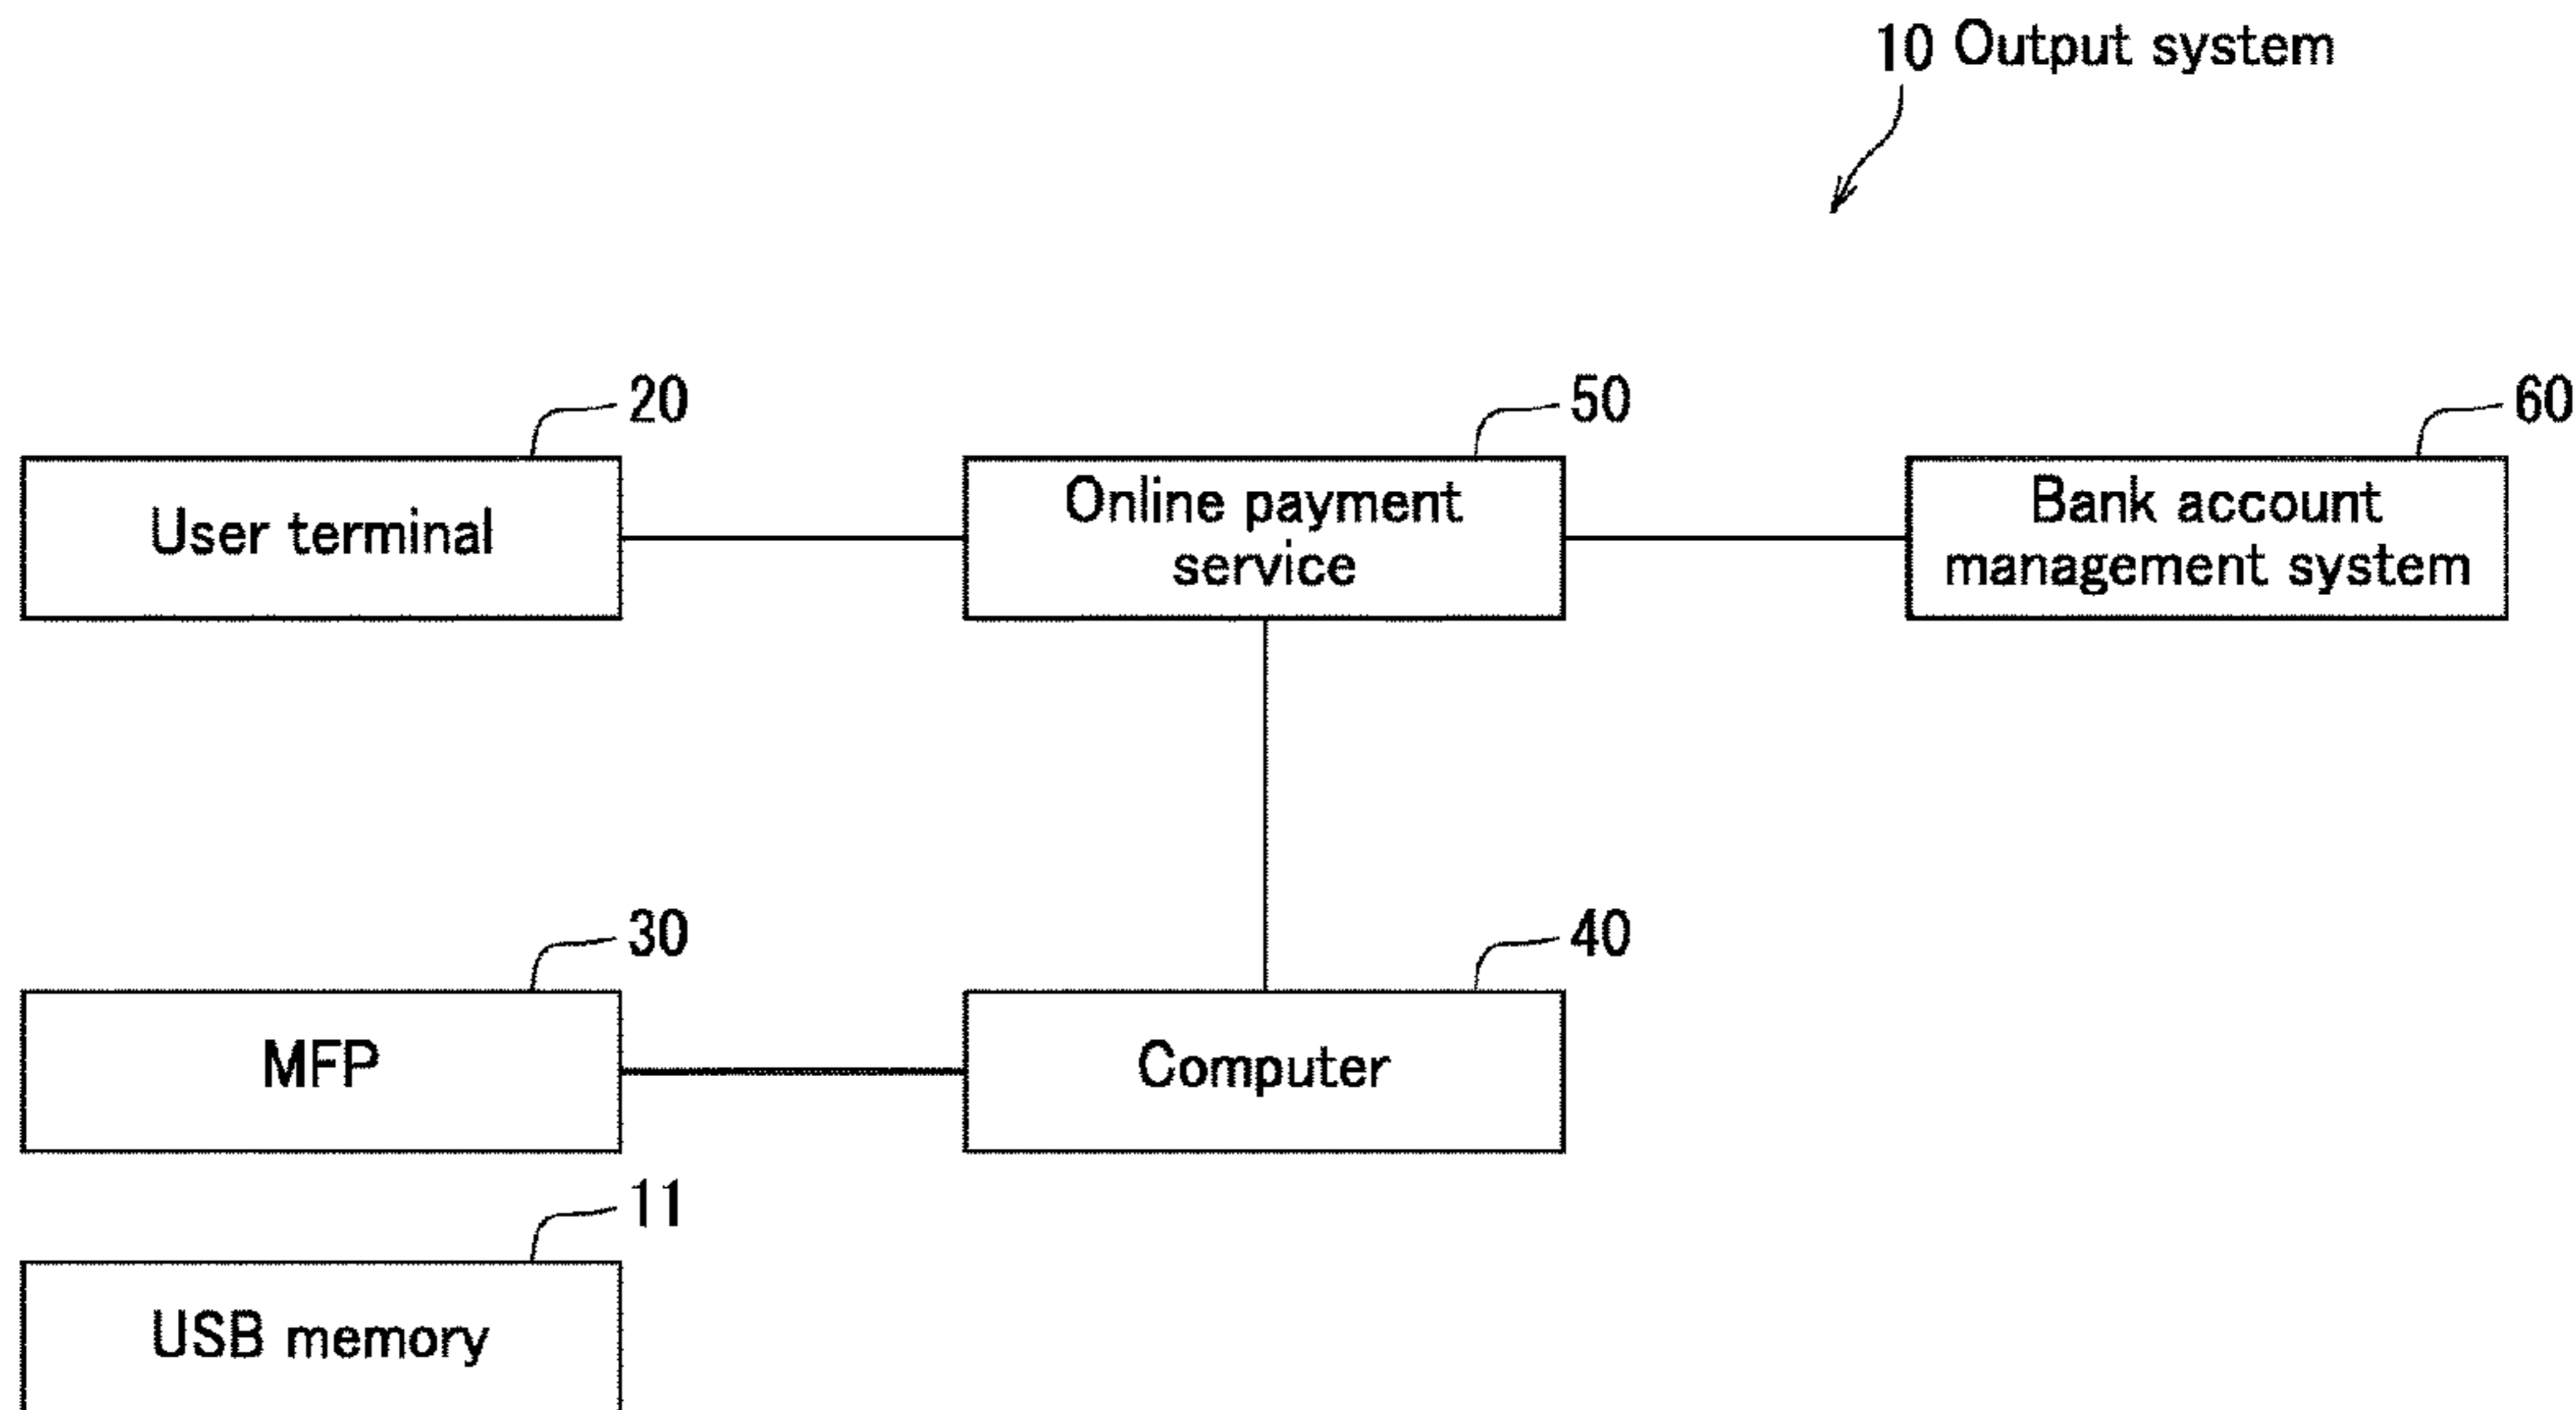 10 Output system
20
50
60
User terminal
Online payment
service
Bank account
management system
30
40
MFP
Computer
11
USB memory